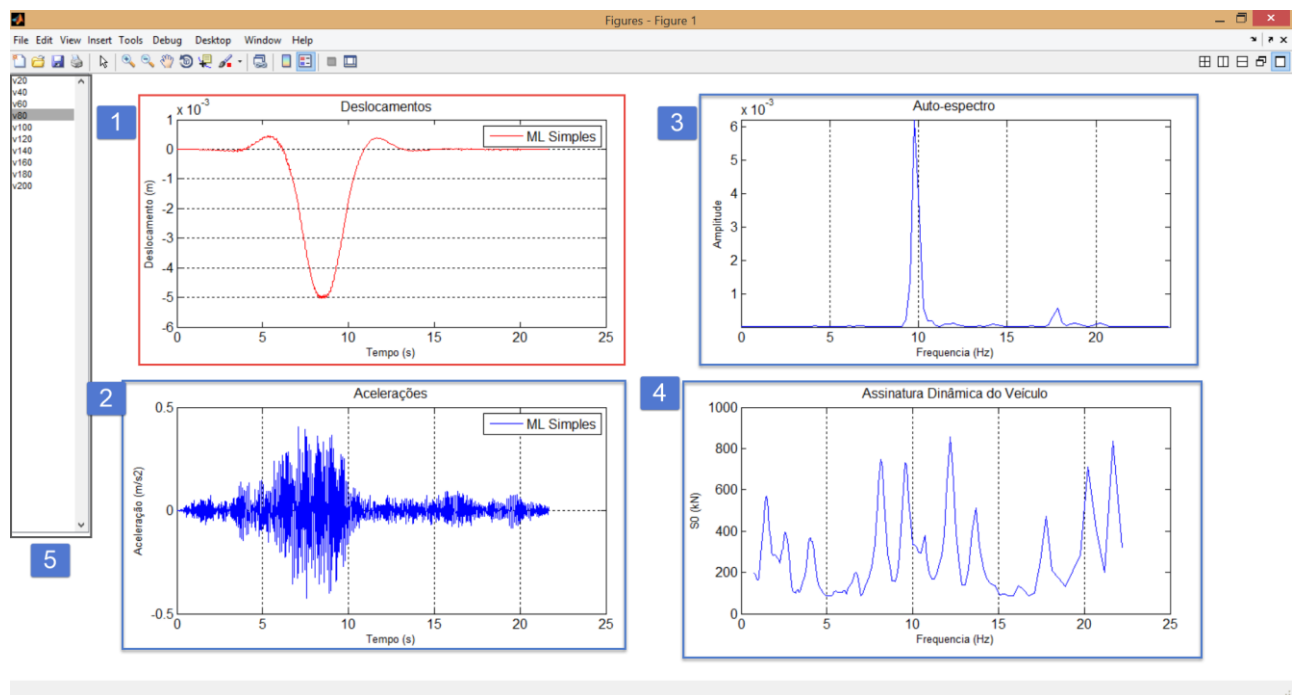 Figures - Figure 1
File Edit View Insert Tools Debug Desktop Window Help
v20
v40
v60
v80
v100
v120
v140
v160
v180
v200
5
1
Deslocamentos
x 10-3
ML Simples
Deslocamento (m)
1
0
-1
-2
-3
-4
-5
-6
0 5 10 15 20 25
Tempo (s)
2
Acelerações
ML Simples
Aceleração (m/s2)
0.5
0
-0.5
0 5 10 15 20 25
Tempo (s)
3
Auto-espectro
x 10-3
Amplitude
6
5
4
3
2
1
0 5 10 15 20
Frequencia (Hz)
4
Assinatura Dinâmica do Veículo
S0 (kN)
1000
800
600
400
200
0
0 5 10 15 20 25
Frequencia (Hz)